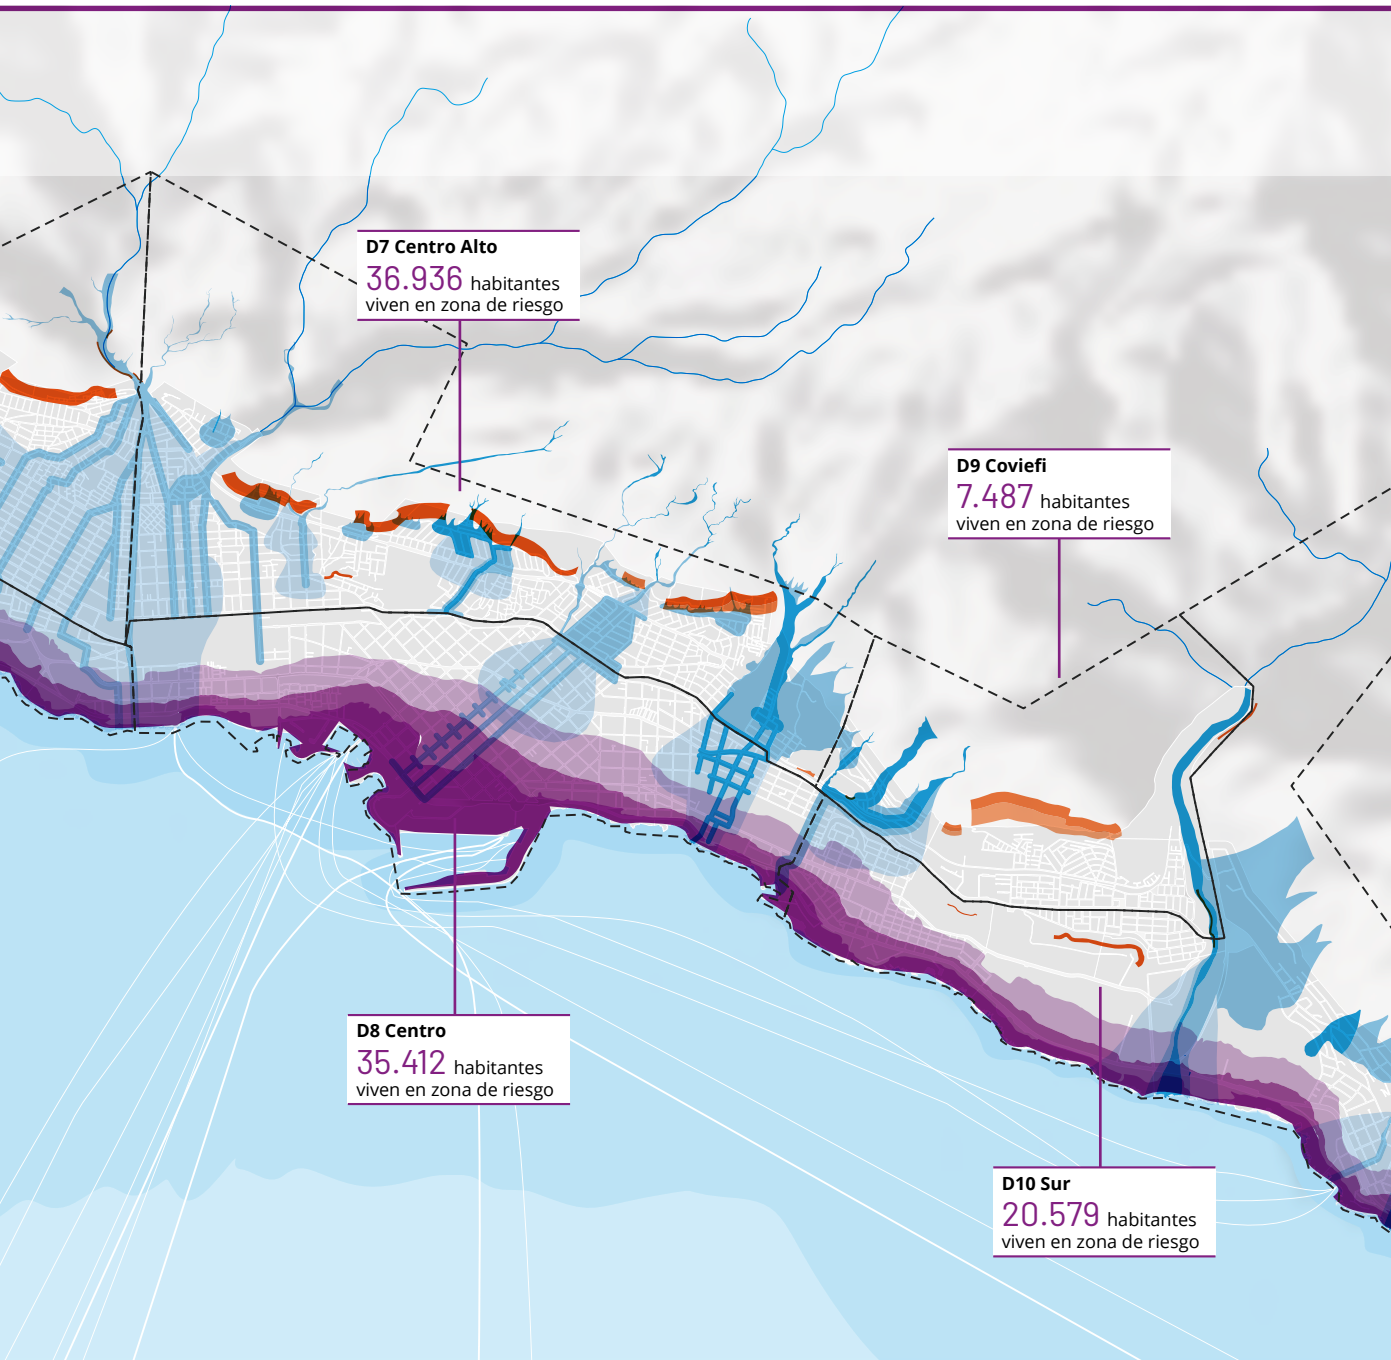 D7 Centro Alto
36.936 habitantes
viven en zona de riesgo
D9 Coviefi
7.487 habitantes
viven en zona de riesgo
D8 Centro
35.412 habitantes
viven en zona de riesgo
D10 Sur
20.579 habitantes
viven en zona de riesgo